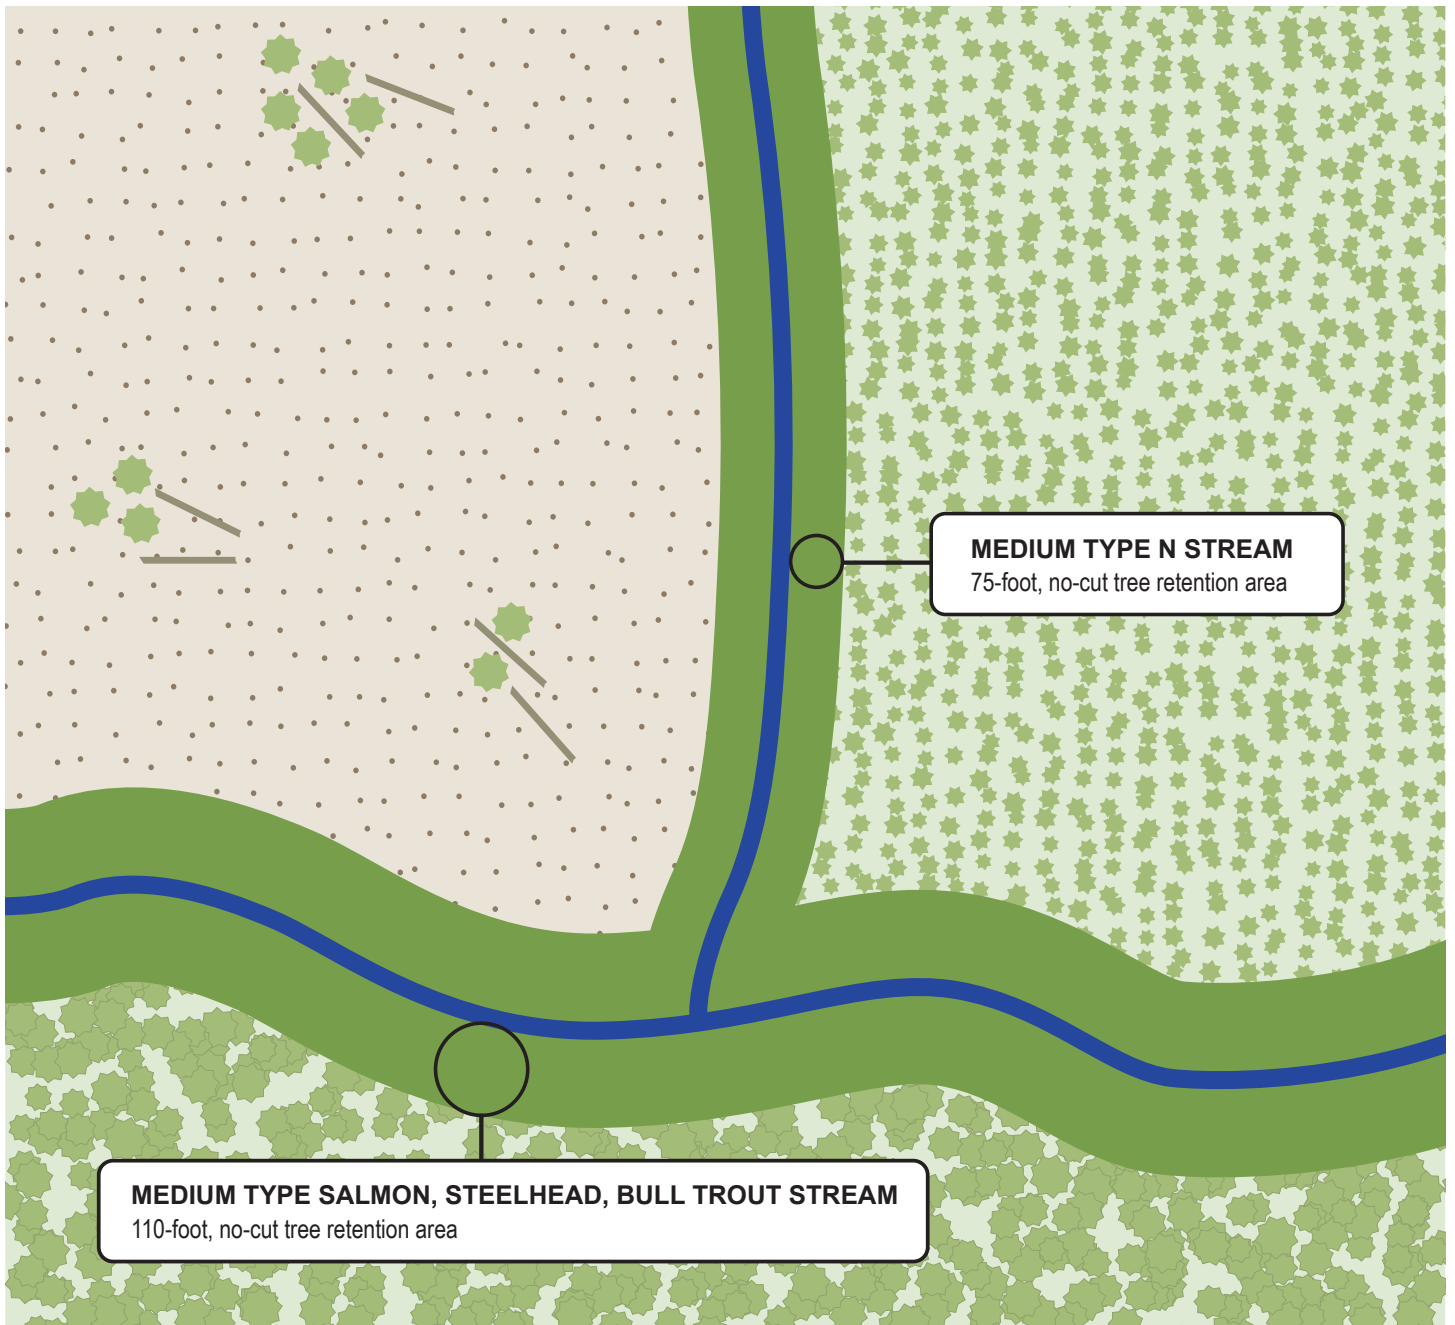 MEDIUM TYPE N STREAM
75-foot, no-cut tree retention area
MEDIUM TYPE SALMON, STEELHEAD, BULL TROUT STREAM
110-foot, no-cut tree retention area